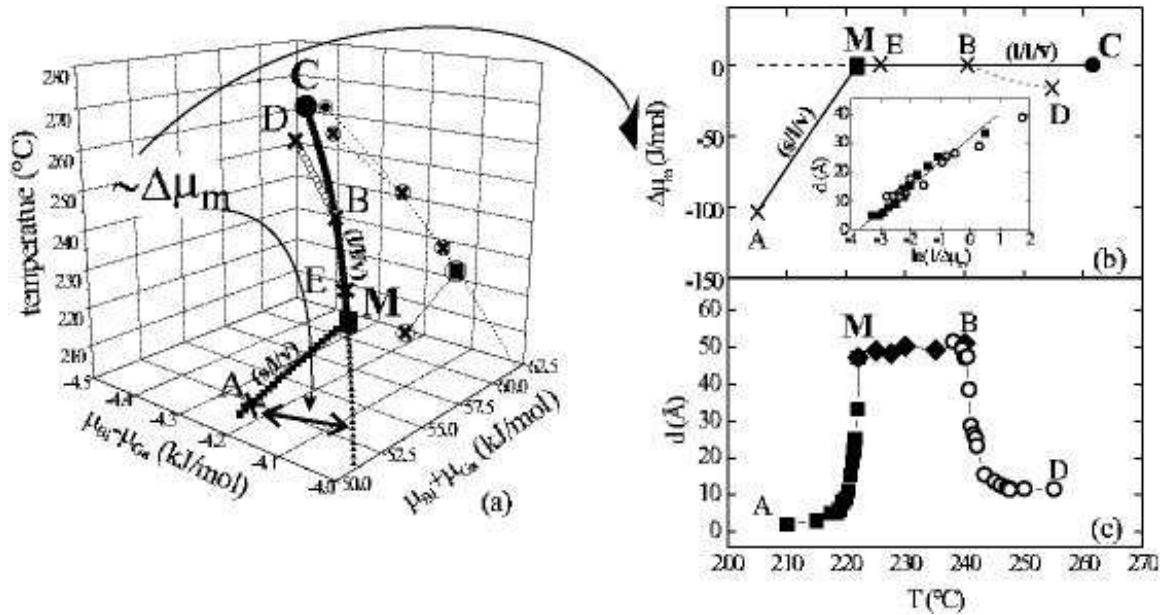 temperatue (°C)
280
270
260
250
240
230
220
210
-4.5
-4.4
-4.3
-4.2
-4.1
-4.0
50.0
52.5
55.0
57.5
60.0
62.5
μBi-μGa (kJ/mol)
μBi+μGa (kJ/mol)
C
D
B
(l/l/v)
E
M
A
(s/l/v)
~Δμm
(a)
0
-50
-100
-150
Δμm (J/mol)
M
E
B
(l/l/v)
C
D
(s/l/v)
A
(b)
40
30
20
10
0
d (Å)
-4
-3
-2
-1
0
1
2
ln(1/Δμm)
60
50
40
30
20
10
0
d (Å)
M
B
A
D
(c)
200
210
220
230
240
250
260
270
T (°C)